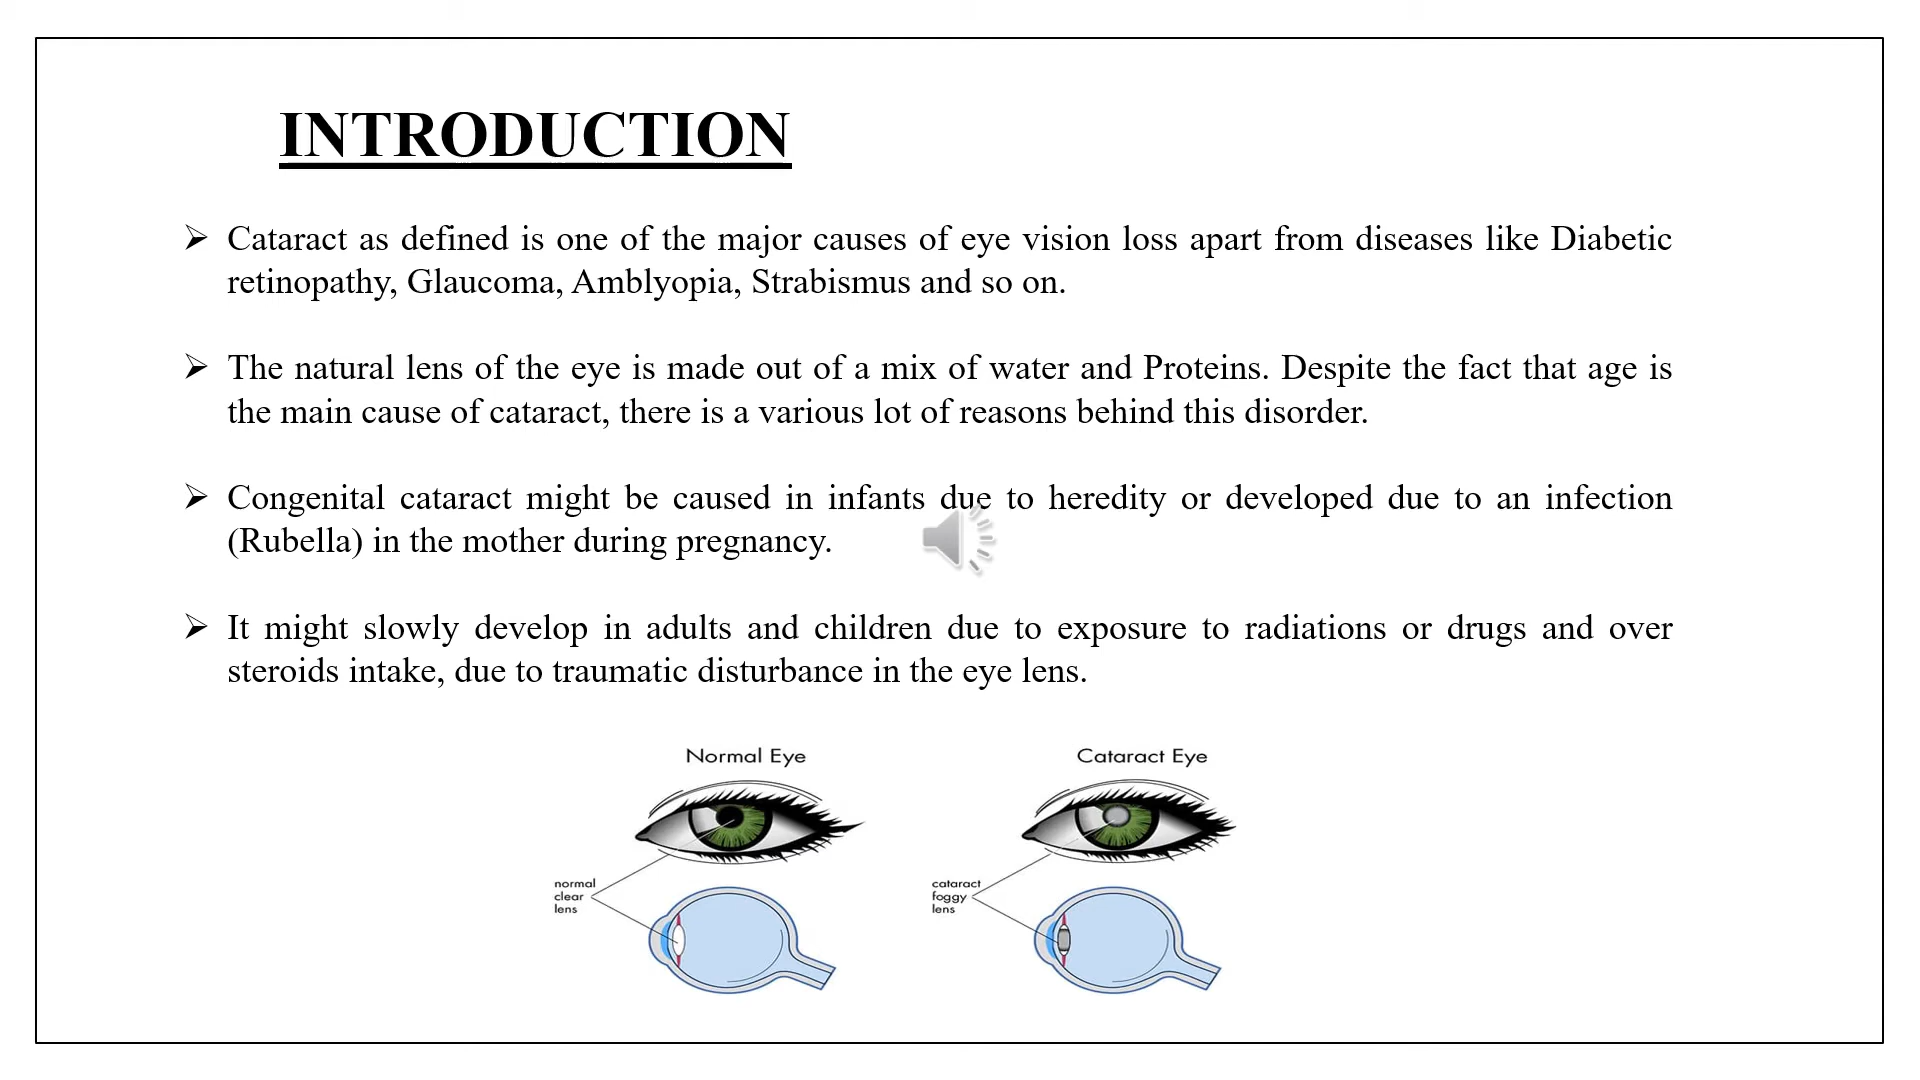 INTRODUCTION
Cataract as defined is one of the major causes of eye vision loss apart from diseases like Diabetic
retinopathy, Glaucoma, Amblyopia, Strabismus and so on.
The natural lens of the eye is made out of a mix of water and Proteins. Despite the fact that age is
the main cause of cataract, there is a various lot of reasons behind this disorder.
Congenital cataract might be caused in infants due to heredity or developed due to an infection
(Rubella) in the mother during pregnancy.
It might slowly develop in adults and children due to exposure to radiations or drugs and over
steroids intake, due to traumatic disturbance in the eye lens.
Normal Eye
normal
clear
lens
Cataract Eye
cataract
foggy
lens